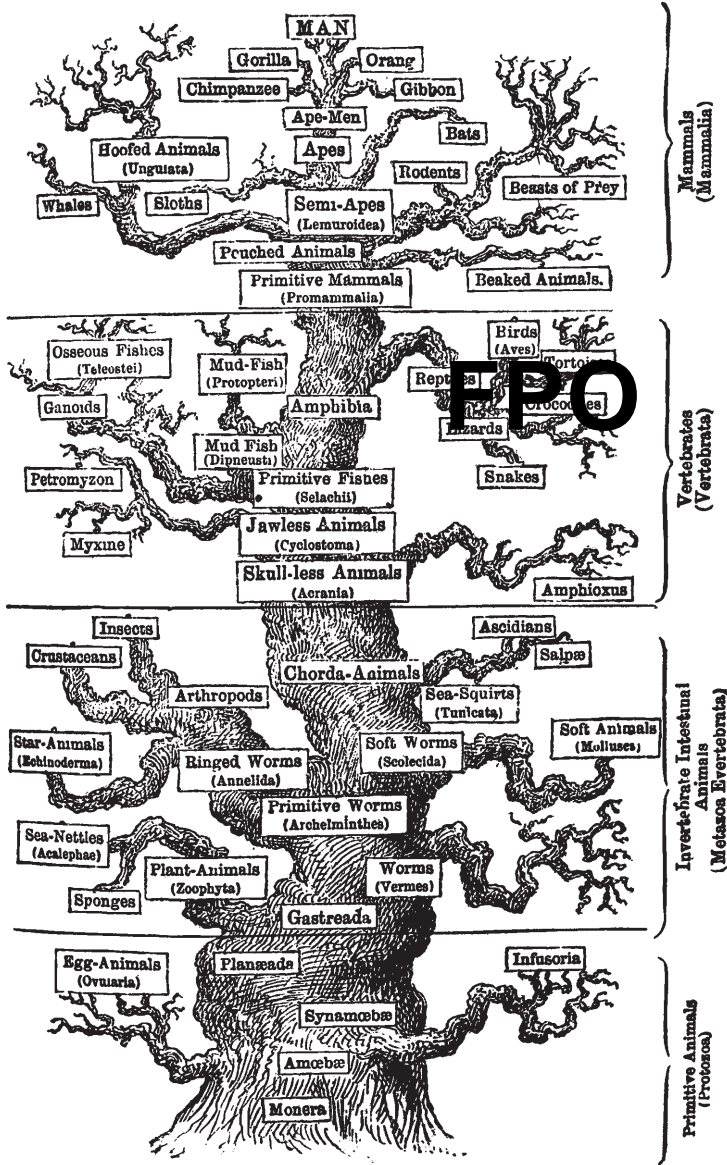 MAN
Gorilla
Orang
Chimpanzee
Gibbon
Ape-Men
Bats
Hoofed Animals
(Ungulata)
Apes
Rodents
Beasts of Prey
Whales
Sloths
Semi-Apes
(Lemuroidea)
Pouched Animals
Primitive Mammals
(Promammalia)
Beaked Animals.
Mammals
(Mammalia)
Birds
(Aves)
Osseous Fishes
(Teleostei)
Mud-Fish
(Protopteri)
Reptiles
Tortoises
FPO
Ganoids
Amphibia
Crocodiles
Lizards
Mud Fish
(Dipneusti)
Petromyzon
Primitive Fishes
(Selachii)
Snakes
Jawless Animals
(Cyclostoma)
Myxine
Skull-less Animals
(Acrania)
Amphioxus
Vertebrates
(Vertebrata)
Insects
Ascidians
Crustaceans
Salpæ
Chorda-Animals
Arthropods
Sea-Squirts
(Tunicata)
Star-Animals
(Echinoderma)
Soft Worms
(Scolecida)
Soft Animals
(Molluscs)
Ringed Worms
(Annelida)
Primitive Worms
(Archelminthes)
Sea-Nettles
(Acalephae)
Plant-Animals
(Zoophyta)
Worms
(Vermes)
Sponges
Gastreada
Invertebrate Intestinal
Animals
(Metazoa Evertebrata)
Egg-Animals
(Ovularia)
Planæads
Infusoria
Synamœbæ
Amœbæ
Monera
Primitive Animals
(Protozoa)